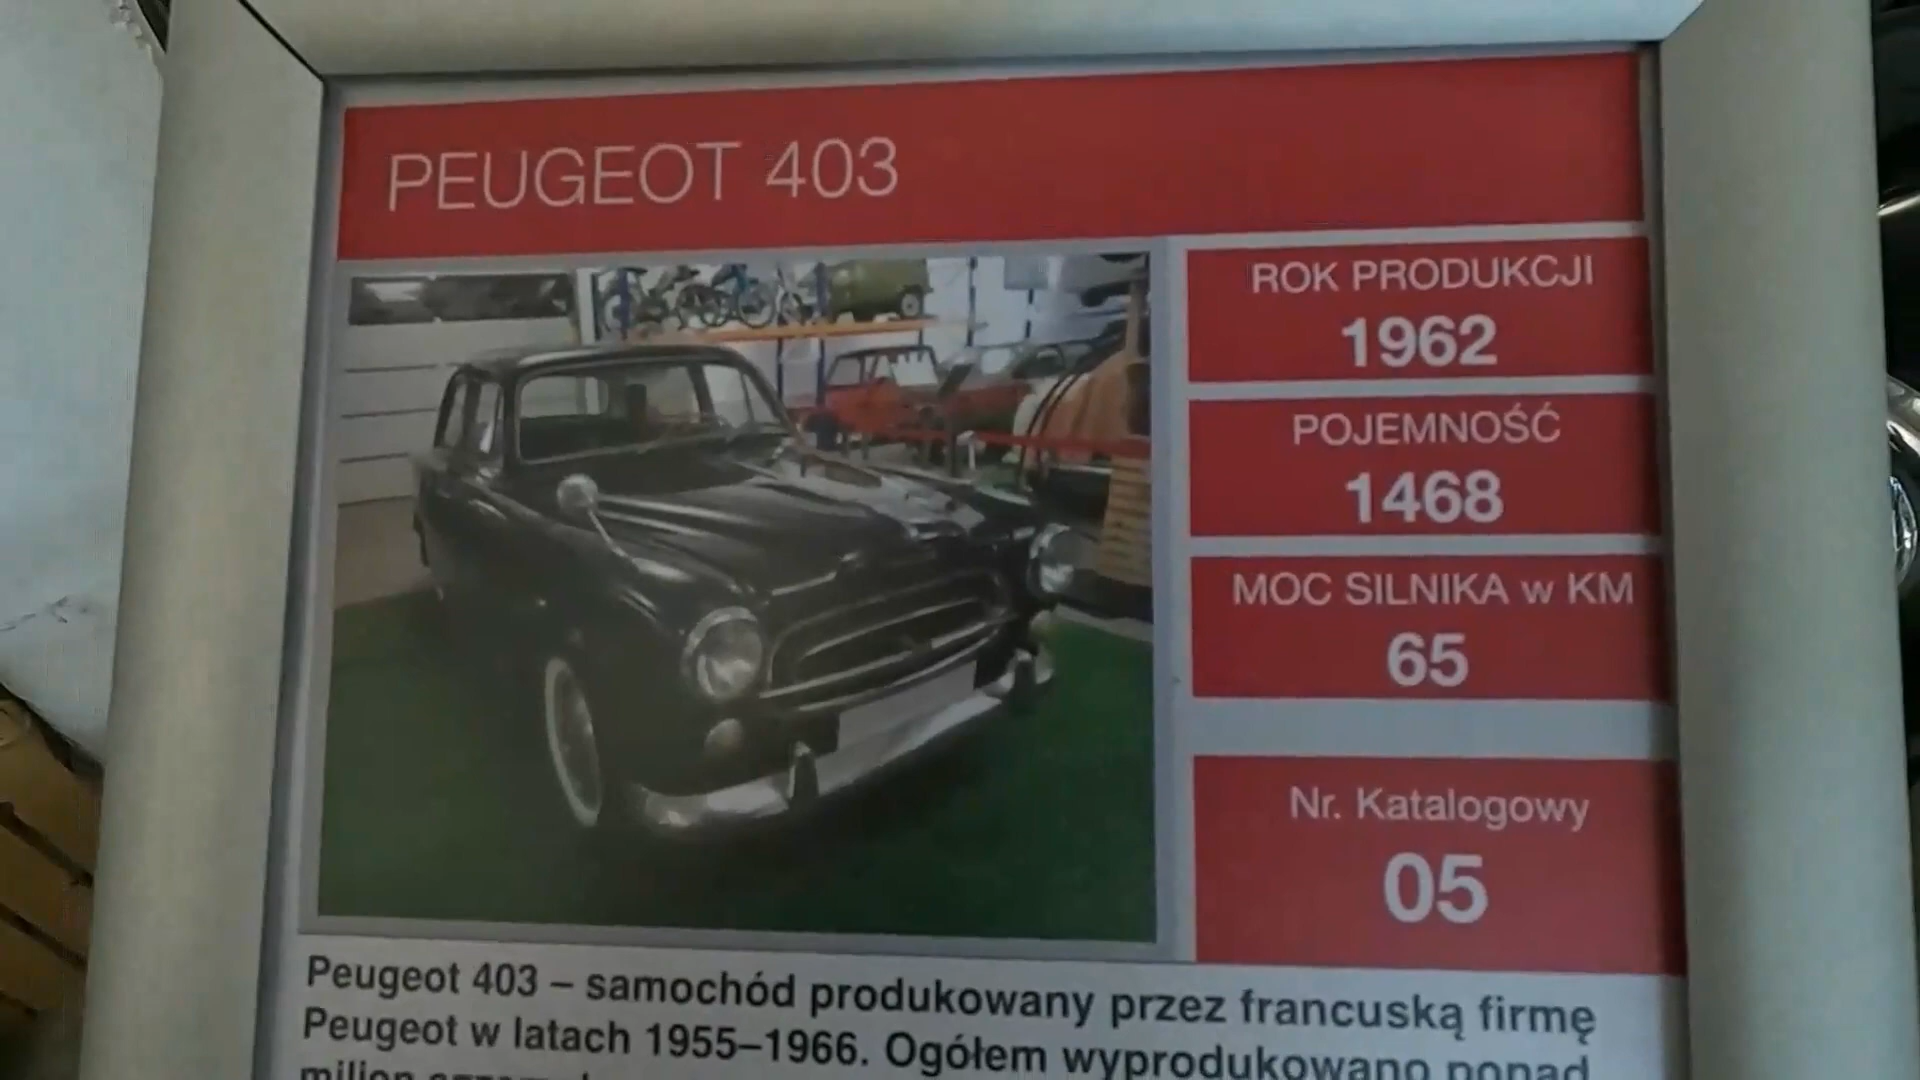 PEUGEOT 403
ROK PRODUKCJI
1962
POJEMNOŚĆ
1468
MOC SILNIKA w KM
65
Nr. Katalogowy
05
Peugeot 403 – samochód produkowany przez francuską firmę
Peugeot w latach 1955–1966. Ogółem wyprodukowano ponad
milion